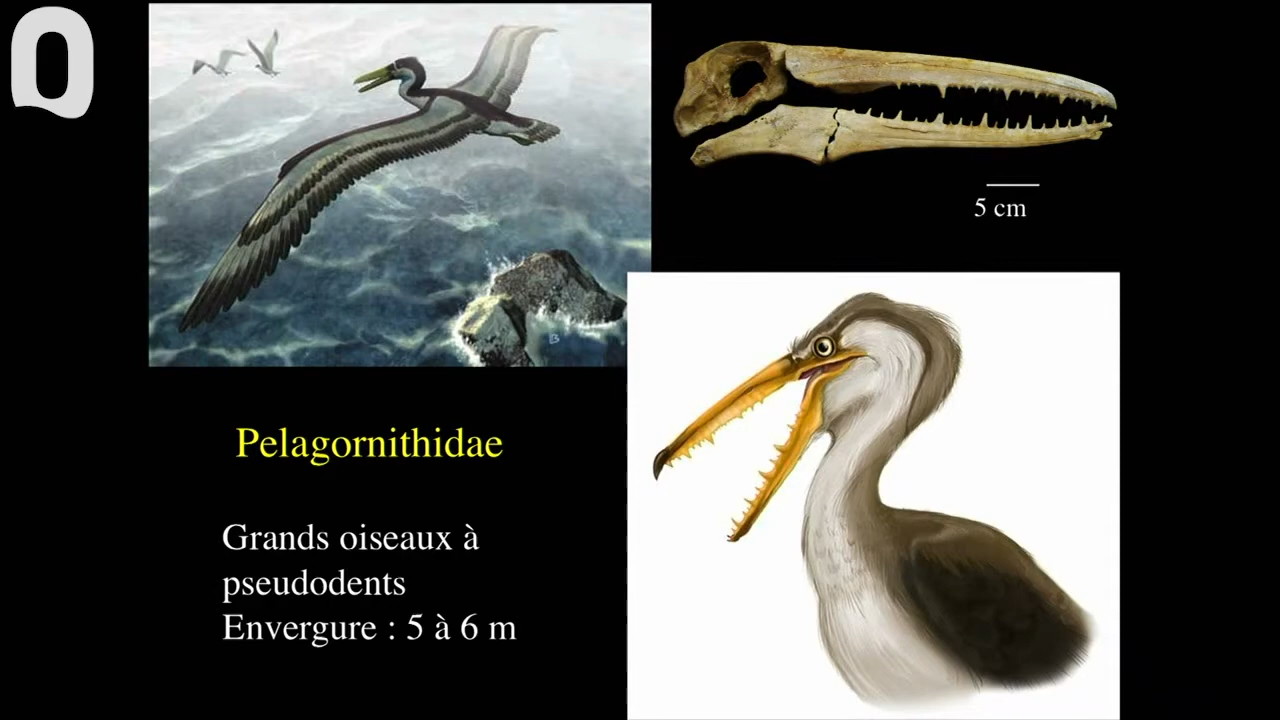 Q
5 cm
Pelagornithidae
Grands oiseaux à
pseudodents
Envergure : 5 à 6 m